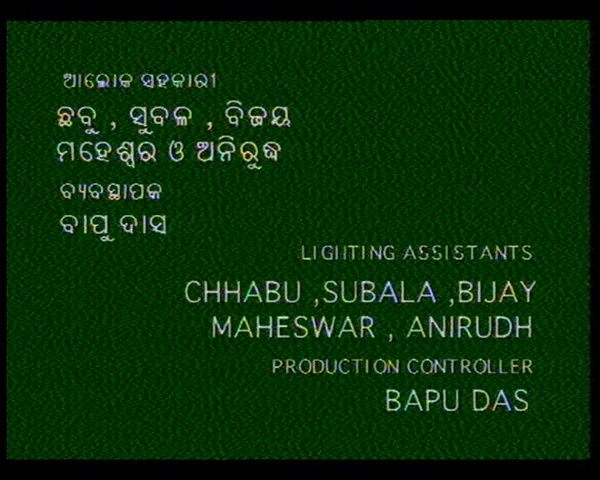 ଆଲୋକ ସହକାରୀ
ଛବୁ , ସୁବଳ , ବିଜୟ
ମହେଶ୍ୱର ଓ ଅନିରୁଦ୍ଧ
ବ୍ୟବସ୍ଥାପକ
ବାପୁ ଦାସ
LIGHTING ASSISTANTS
CHHABU ,SUBALA ,BIJAY
MAHESWAR , ANIRUDH
PRODUCTION CONTROLLER
BAPU DAS